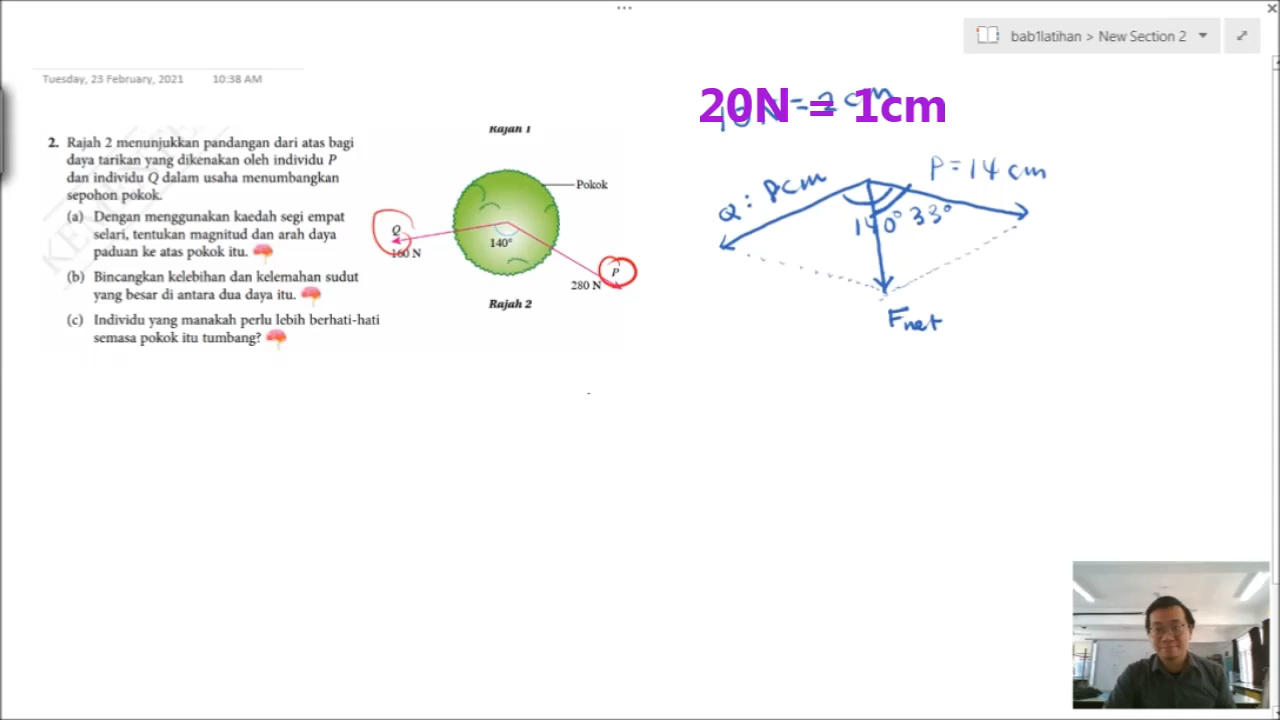 bab1latihan > New Section 2
Tuesday, 23 February, 2021 10:38 AM
20N = 1cm
10N = 2cm
Rajah 1
2. Rajah 2 menunjukkan pandangan dari atas bagi
daya tarikan yang dikenakan oleh individu P
dan individu Q dalam usaha menumbangkan
sepohon pokok.
(a) Dengan menggunakan kaedah segi empat
selari, tentukan magnitud dan arah daya
paduan ke atas pokok itu.
(b) Bincangkan kelebihan dan kelemahan sudut
yang besar di antara dua daya itu.
(c) Individu yang manakah perlu lebih berhati-hati
semasa pokok itu tumbang?
Pokok
Q
160 N
140°
P
280 N
Rajah 2
Q: 8cm
P=14cm
140° 33°
Fnet